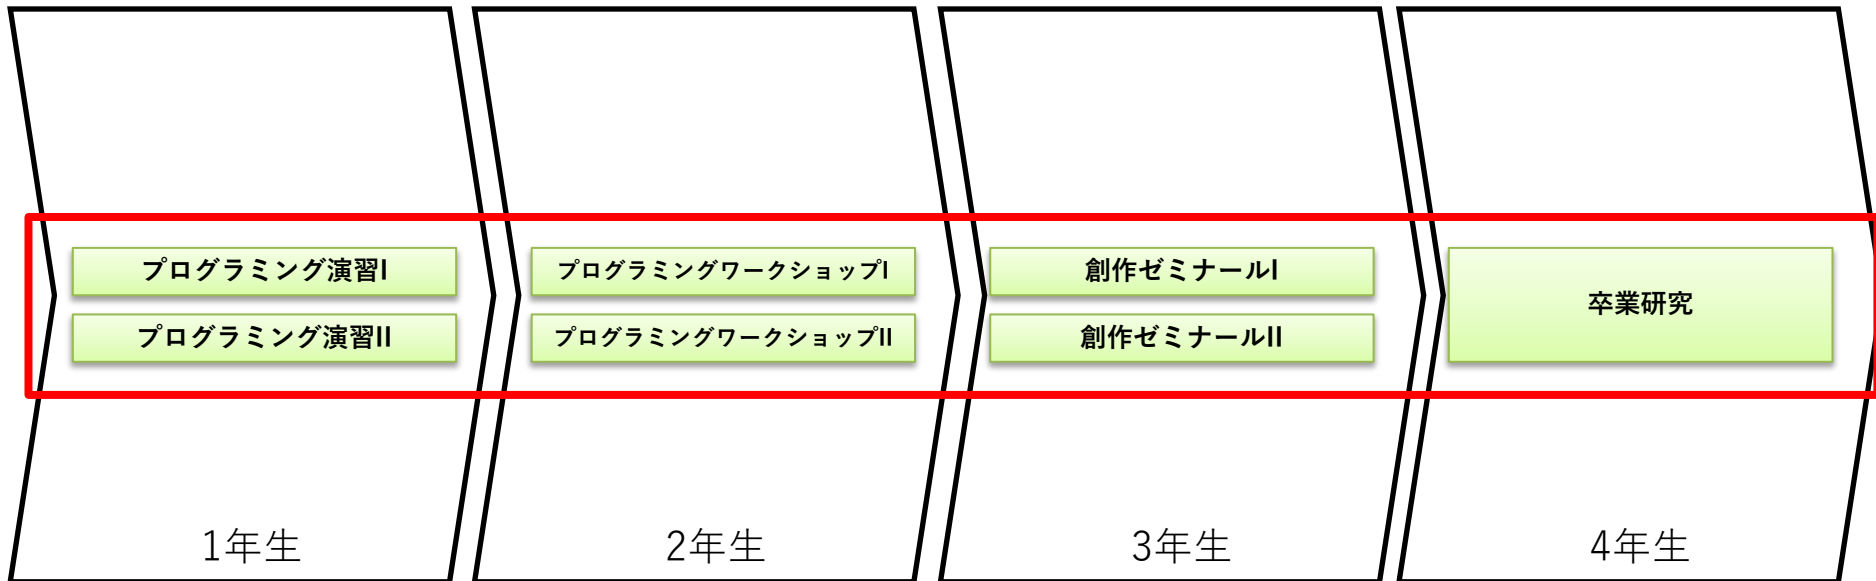 プログラミング演習I
プログラミング演習II
プログラミングワークショップI
プログラミングワークショップII
創作ゼミナールI
創作ゼミナールII
卒業研究
1年生
2年生
3年生
4年生